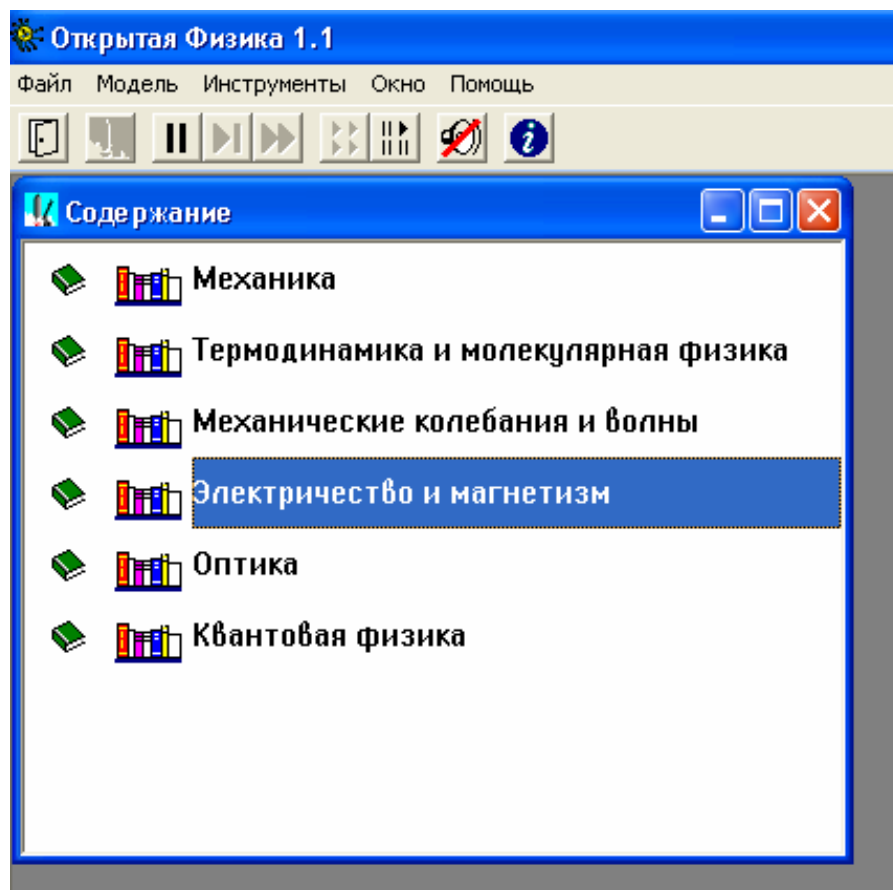 Открытая Физика 1.1
Файл Модель Инструменты Окно Помощь
Содержание
Механика
Термодинамика и молекулярная физика
Механические колебания и волны
Электричество и магнетизм
Оптика
Квантовая физика